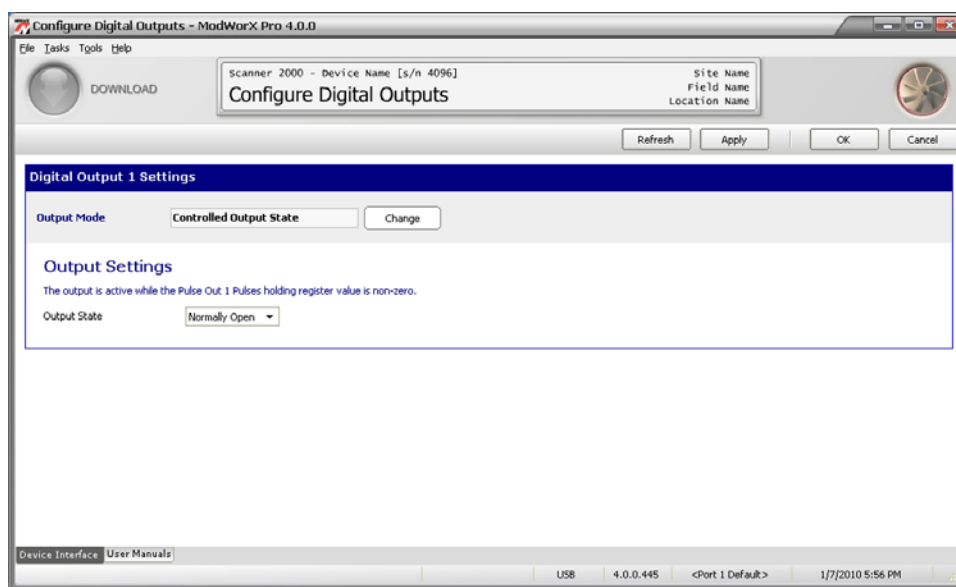 Configure Digital Outputs - ModWorX Pro 4.0.0
File Tasks Tools Help
DOWNLOAD
Scanner 2000 - Device Name [s/n 4096]
Configure Digital Outputs
Site Name
Field Name
Location Name
Refresh Apply OK Cancel
Digital Output 1 Settings
Output Mode Controlled Output State Change
Output Settings
The output is active while the Pulse Out 1 Pulses holding register value is non-zero.
Output State Normally Open
Device Interface User Manuals
USB 4.0.0.445 <Port 1 Default> 1/7/2010 5:56 PM